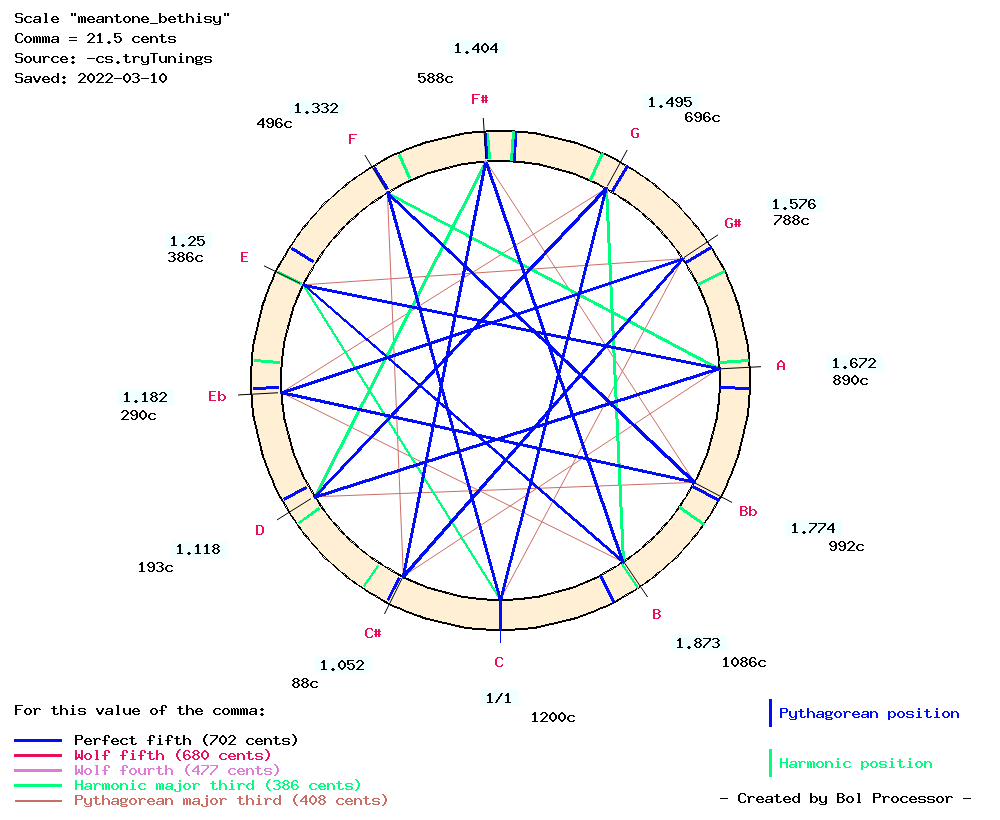 Scale "meantone_bethisy"
Comma = 21.5 cents
Source: -cs.tryTunings
Saved: 2022-03-10
1.404
588c
F#
1.332
496c
F
1.495
696c
G
1.576
788c
G#
1.25
386c
E
1.672
890c
A
1.182
290c
Eb
1.774
992c
Bb
1.118
193c
D
1.873
1086c
B
1.052
88c
C#
C
1/1
1200c
For this value of the comma:
Perfect fifth (702 cents)
Wolf fifth (680 cents)
Wolf fourth (477 cents)
Harmonic major third (386 cents)
Pythagorean major third (408 cents)
Pythagorean position
Harmonic position
- Created by Bol Processor -